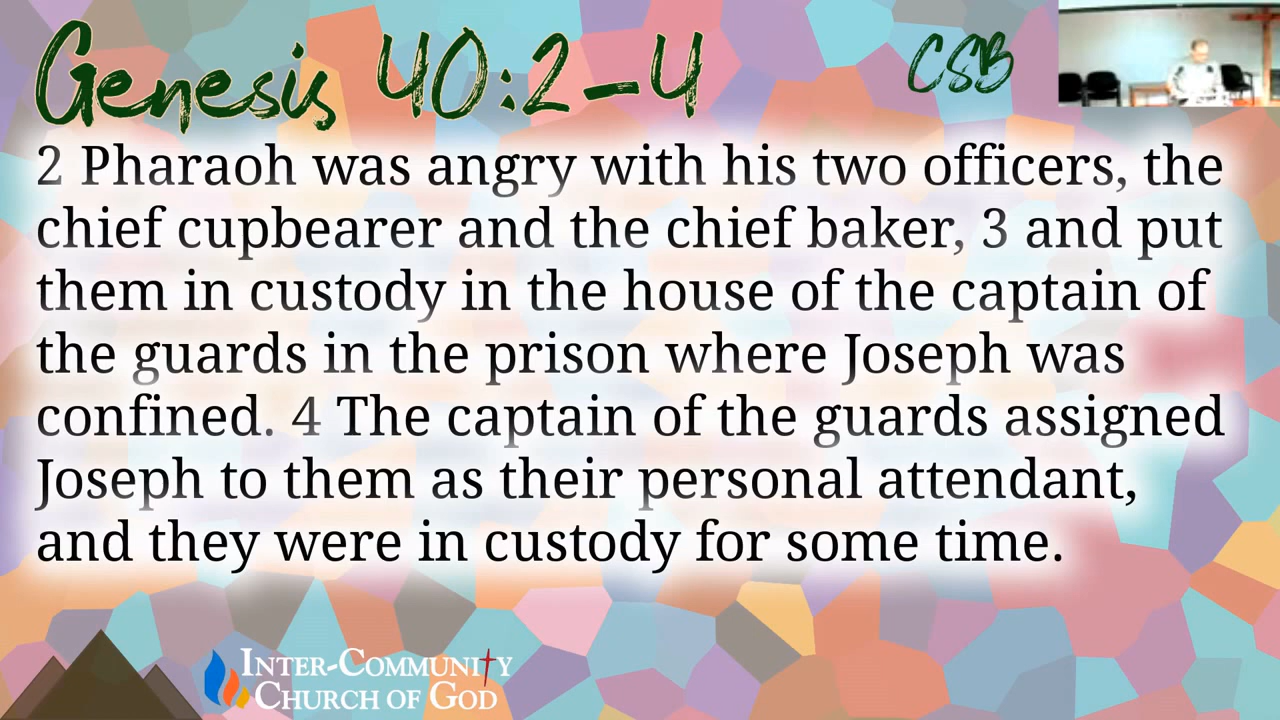 Genesis 40:2-4
CSB
2 Pharaoh was angry with his two officers, the
chief cupbearer and the chief baker, 3 and put
them in custody in the house of the captain of
the guards in the prison where Joseph was
confined. 4 The captain of the guards assigned
Joseph to them as their personal attendant,
and they were in custody for some time.
Inter-Community
Church of God